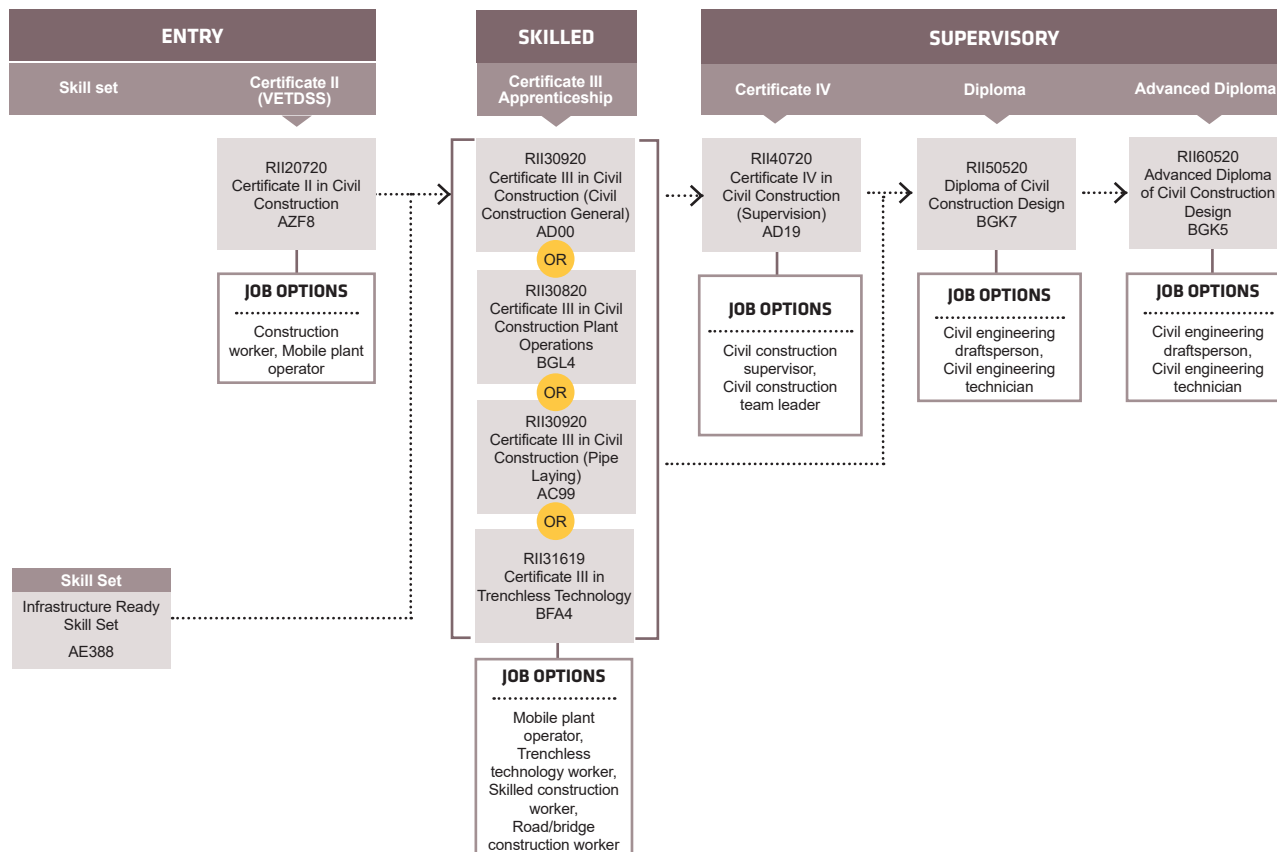 ENTRY
SKILLED
SUPERVISORY
Skill set
Certificate II
(VETDSS)
Certificate III
Apprenticeship
Certificate IV
Diploma
Advanced Diploma
RII20720
Certificate II in Civil
Construction
AZF8
JOB OPTIONS
Construction
worker, Mobile plant
operator
Skill Set
Infrastructure Ready
Skill Set
AE388
RII30920
Certificate III in Civil
Construction (Civil
Construction General)
AD00
OR
RII30820
Certificate III in Civil
Construction Plant
Operations
BGL4
OR
RII30920
Certificate III in Civil
Construction (Pipe
Laying)
AC99
OR
RII31619
Certificate III in
Trenchless Technology
BFA4
JOB OPTIONS
Mobile plant
operator,
Trenchless
technology worker,
Skilled construction
worker,
Road/bridge
construction worker
RII40720
Certificate IV in
Civil Construction
(Supervision)
AD19
JOB OPTIONS
Civil construction
supervisor,
Civil construction
team leader
RII50520
Diploma of Civil
Construction Design
BGK7
JOB OPTIONS
Civil engineering
draftsperson,
Civil engineering
technician
RII60520
Advanced Diploma
of Civil Construction
Design
BGK5
JOB OPTIONS
Civil engineering
draftsperson,
Civil engineering
technician